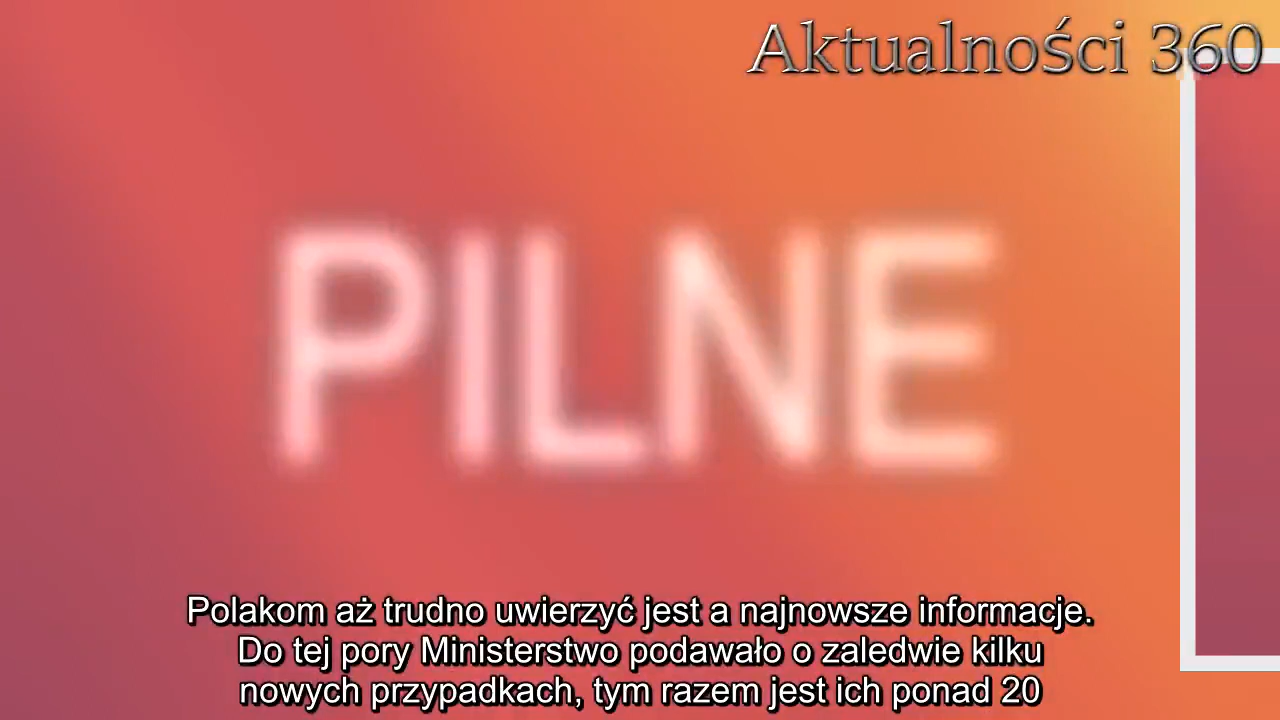 Aktualności 360
PILNE
Polakom aż trudno uwierzyć jest a najnowsze informacje.
Do tej pory Ministerstwo podawało o zaledwie kilku
nowych przypadkach, tym razem jest ich ponad 20